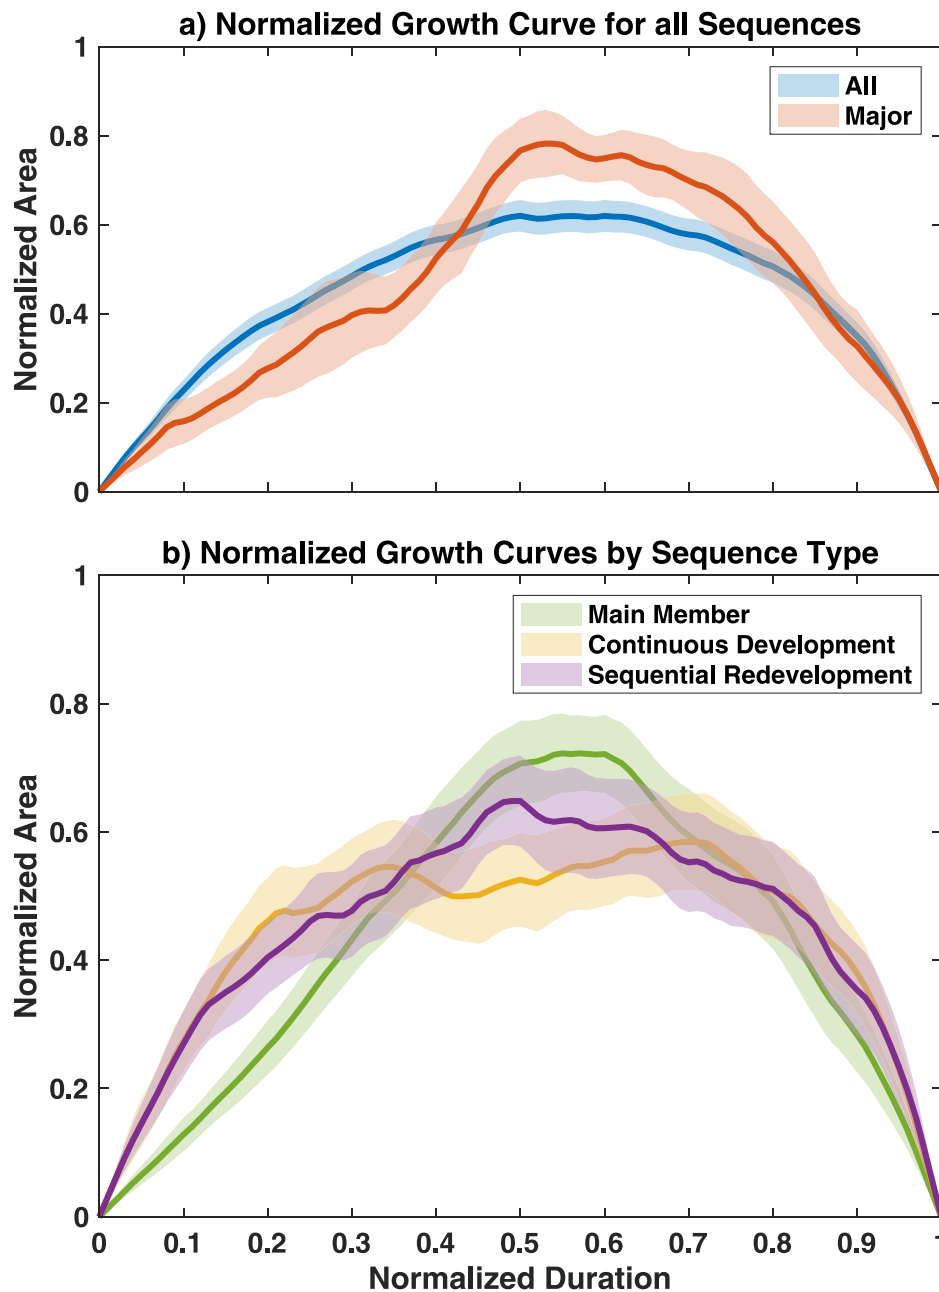 a) Normalized Growth Curve for all Sequences
1
0.8
0.6
0.4
0.2
0
Normalized Area
All
Major
b) Normalized Growth Curves by Sequence Type
1
0.8
0.6
0.4
0.2
0
Normalized Area
Main Member
Continuous Development
Sequential Redevelopment
0 0.1 0.2 0.3 0.4 0.5 0.6 0.7 0.8 0.9 1
Normalized Duration